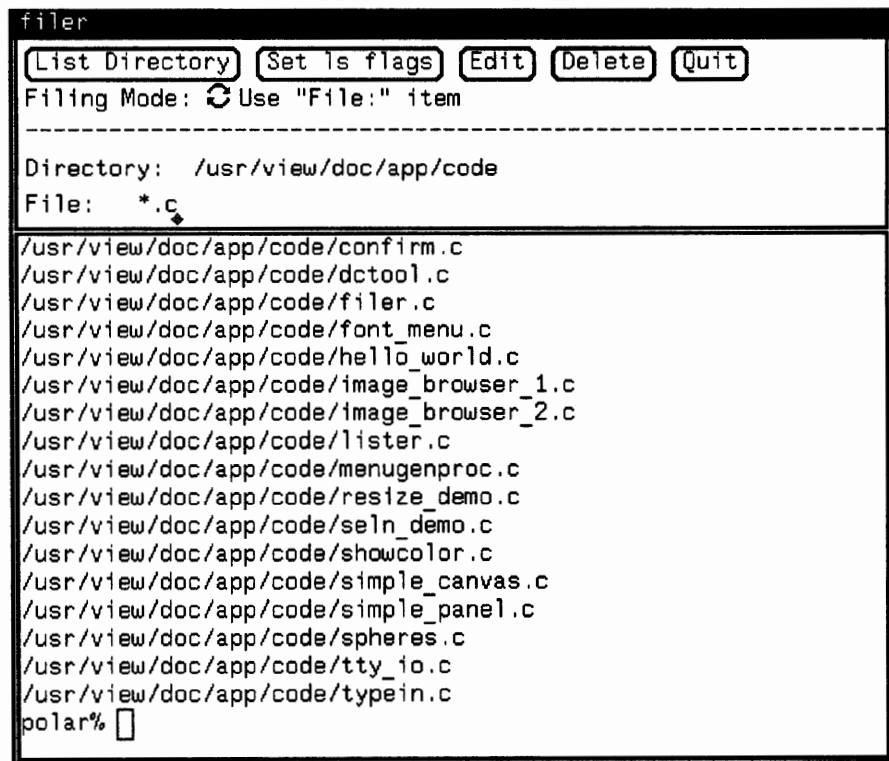 filer
List Directory Set ls flags Edit Delete Quit
Filing Mode: Use "File:" item
Directory: /usr/view/doc/app/code
File: *.c
/usr/view/doc/app/code/confirm.c
/usr/view/doc/app/code/dctool.c
/usr/view/doc/app/code/filer.c
/usr/view/doc/app/code/font_menu.c
/usr/view/doc/app/code/hello_world.c
/usr/view/doc/app/code/image_browser_1.c
/usr/view/doc/app/code/image_browser_2.c
/usr/view/doc/app/code/lister.c
/usr/view/doc/app/code/menugenproc.c
/usr/view/doc/app/code/resize_demo.c
/usr/view/doc/app/code/seln_demo.c
/usr/view/doc/app/code/showcolor.c
/usr/view/doc/app/code/simple_canvas.c
/usr/view/doc/app/code/simple_panel.c
/usr/view/doc/app/code/spheres.c
/usr/view/doc/app/code/tty_io.c
/usr/view/doc/app/code/typein.c
polar%